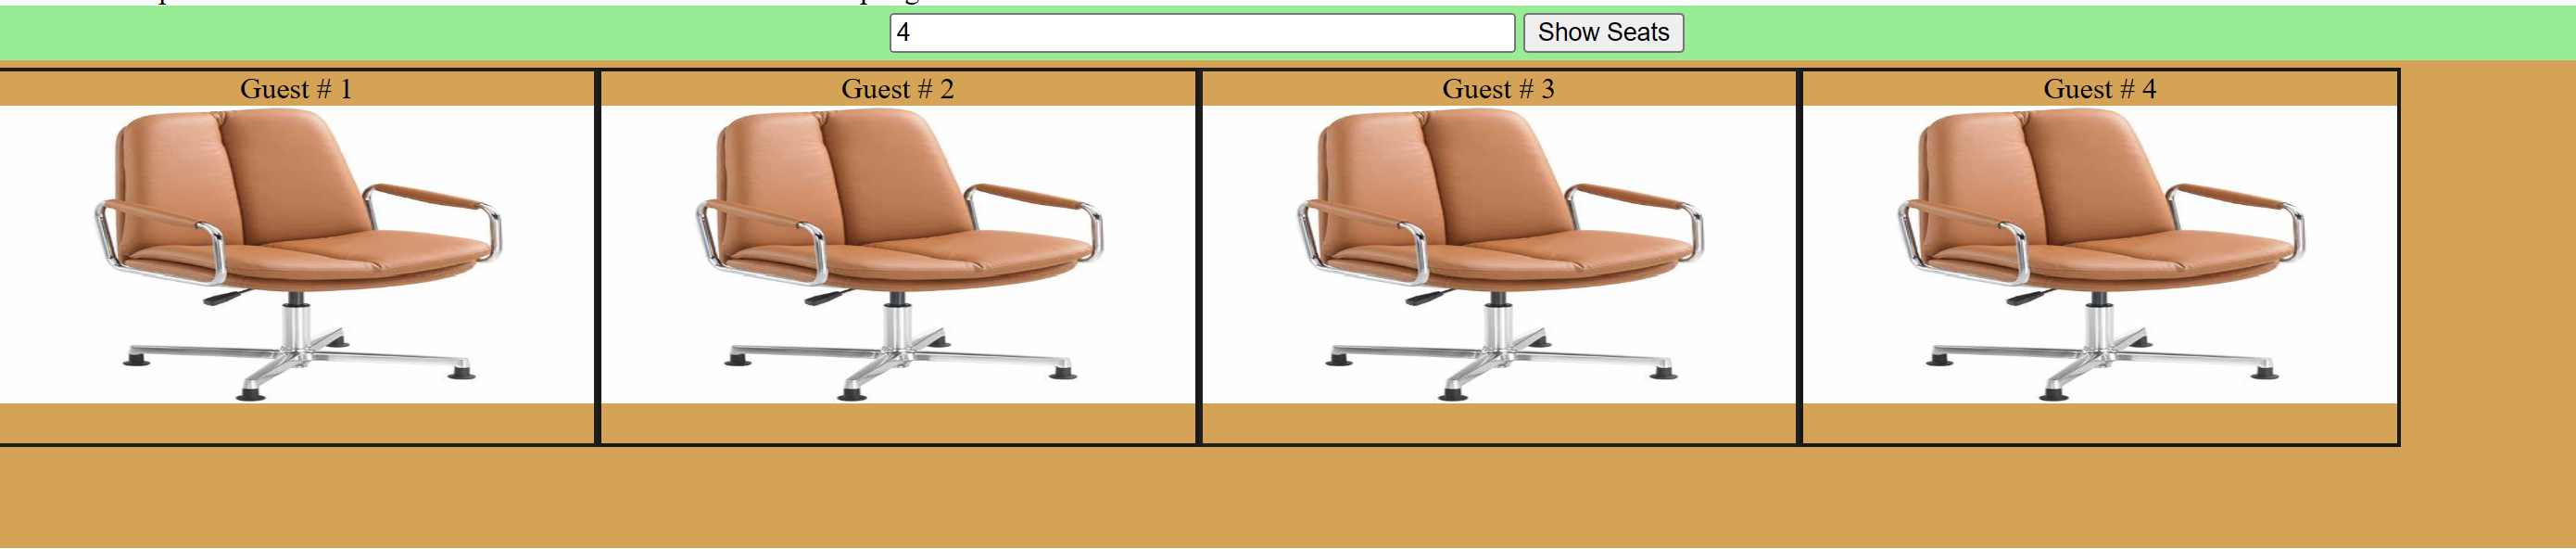 4 Show Seats
Guest # 1 Guest # 2 Guest # 3 Guest # 4